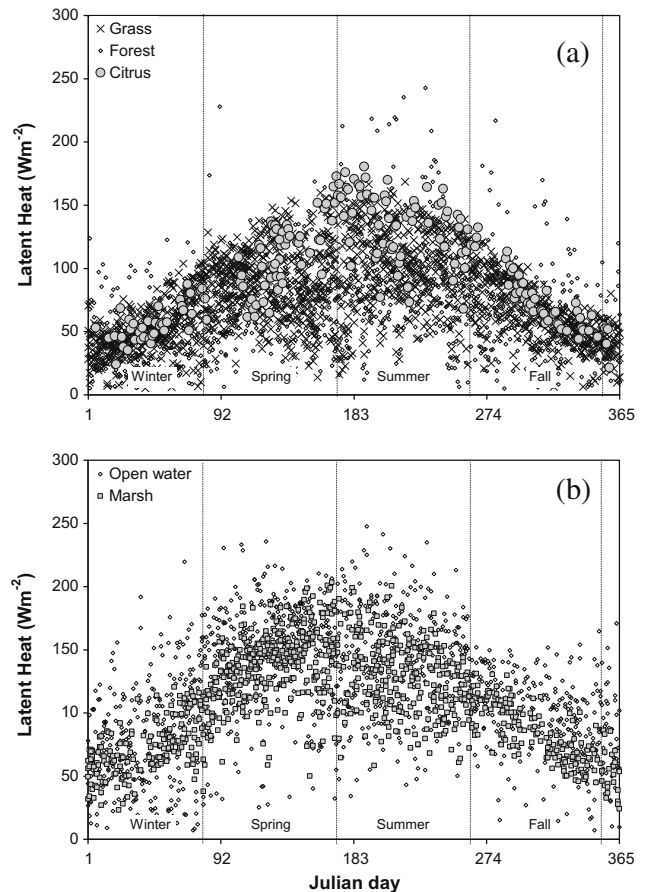 300
250
200
150
100
50
0
Latent Heat (Wm⁻²)
Grass
Forest
Citrus
(a)
Winter Spring Summer Fall
1 92 183 274 365
300
250
200
150
100
50
0
Latent Heat (Wm⁻²)
Open water
Marsh
(b)
Winter Spring Summer Fall
1 92 183 274 365
Julian day